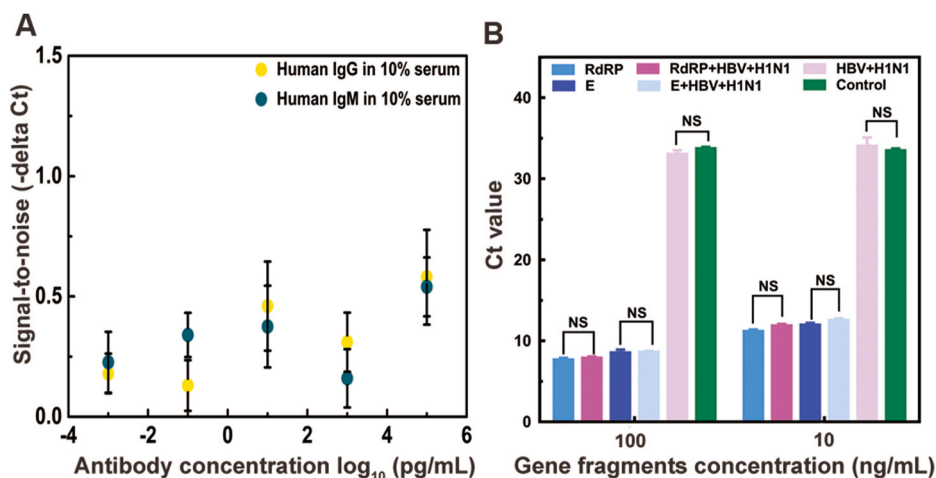 A
Signal-to-noise (-delta Ct)
1.5
1.0
0.5
0.0
Human IgG in 10% serum
Human IgM in 10% serum
-4 -2 0 2 4 6
Antibody concentration log10 (pg/mL)
B
Ct value
40
30
20
10
0
RdRP RdRP+HBV+H1N1 HBV+H1N1
E E+HBV+H1N1 Control
NS NS
NS NS
NS NS
100 10
Gene fragments concentration (ng/mL)